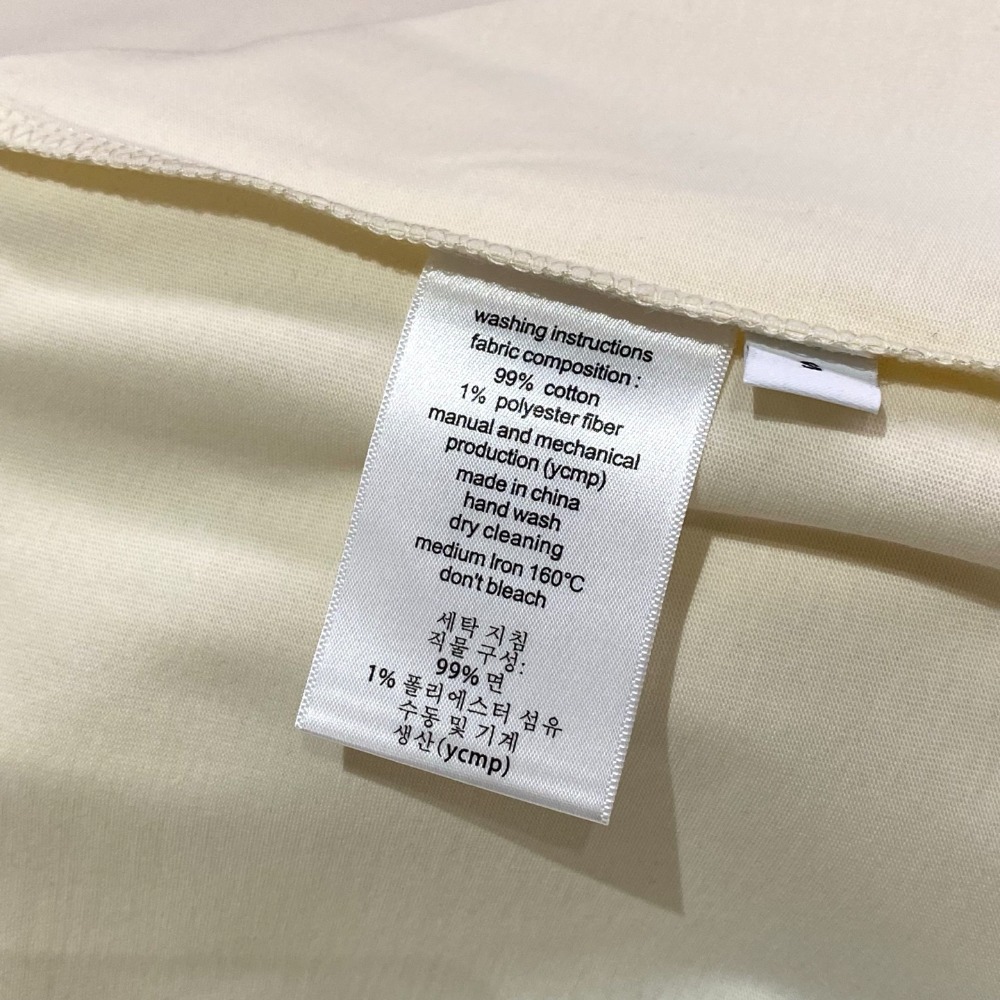 washing instructions
fabric composition :
99% cotton
1% polyester fiber
manual and mechanical
production (ycmp)
made in china
hand wash
dry cleaning
medium Iron 160℃
don't bleach
세탁 지침
직물 구성:
99% 면
1% 폴리에스터 섬유
수동 및 기계
생산(ycmp)
S